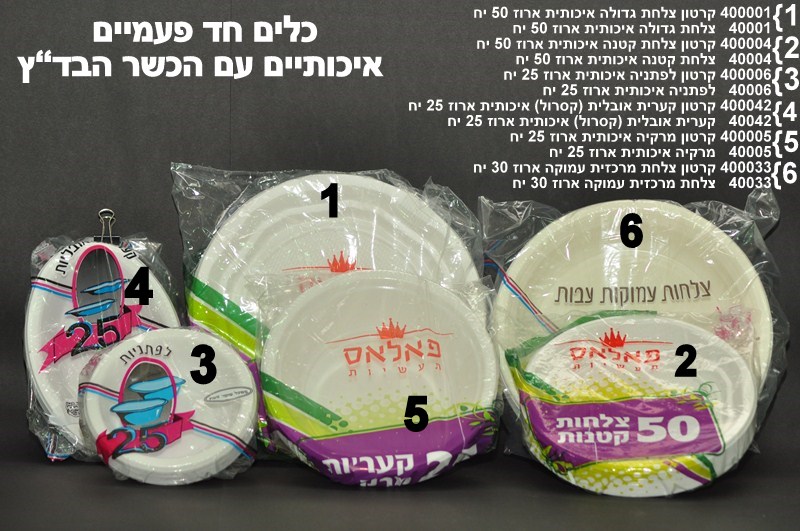 כלים חד פעמיים
איכותיים עם הכשר הבד"ץ
1} 400001 קרטון צלחת גדולה איכותית ארוז 50 יח
40001 צלחת גדולה איכותית ארוז 50 יח
2} 400004 קרטון צלחת קטנה איכותית ארוז 50 יח
40004 צלחת קטנה איכותית ארוז 50 יח
3} 400006 קרטון לפתניה איכותית ארוז 25 יח
40006 לפתניה איכותית ארוז 25 יח
4} 400042 קרטון קערית אובלית (קסרול) איכותית ארוז 25 יח
40042 קערית אובלית (קסרול) איכותית ארוז 25 יח
5} 400005 קרטון מרקיה איכותית ארוז 25 יח
40005 מרקיה איכותית ארוז 25 יח
6} 400033 קרטון צלחת מרכזית עמוקה ארוז 30 יח
40033 צלחת מרכזית עמוקה ארוז 30 יח
1
6
צלחות עמוקות עבות
4
25
3
לפתניות
25
5
פאלאס
תעשיות
קעריות
מרק
2
פאלאס
תעשיות
50 צלחות
קטנות